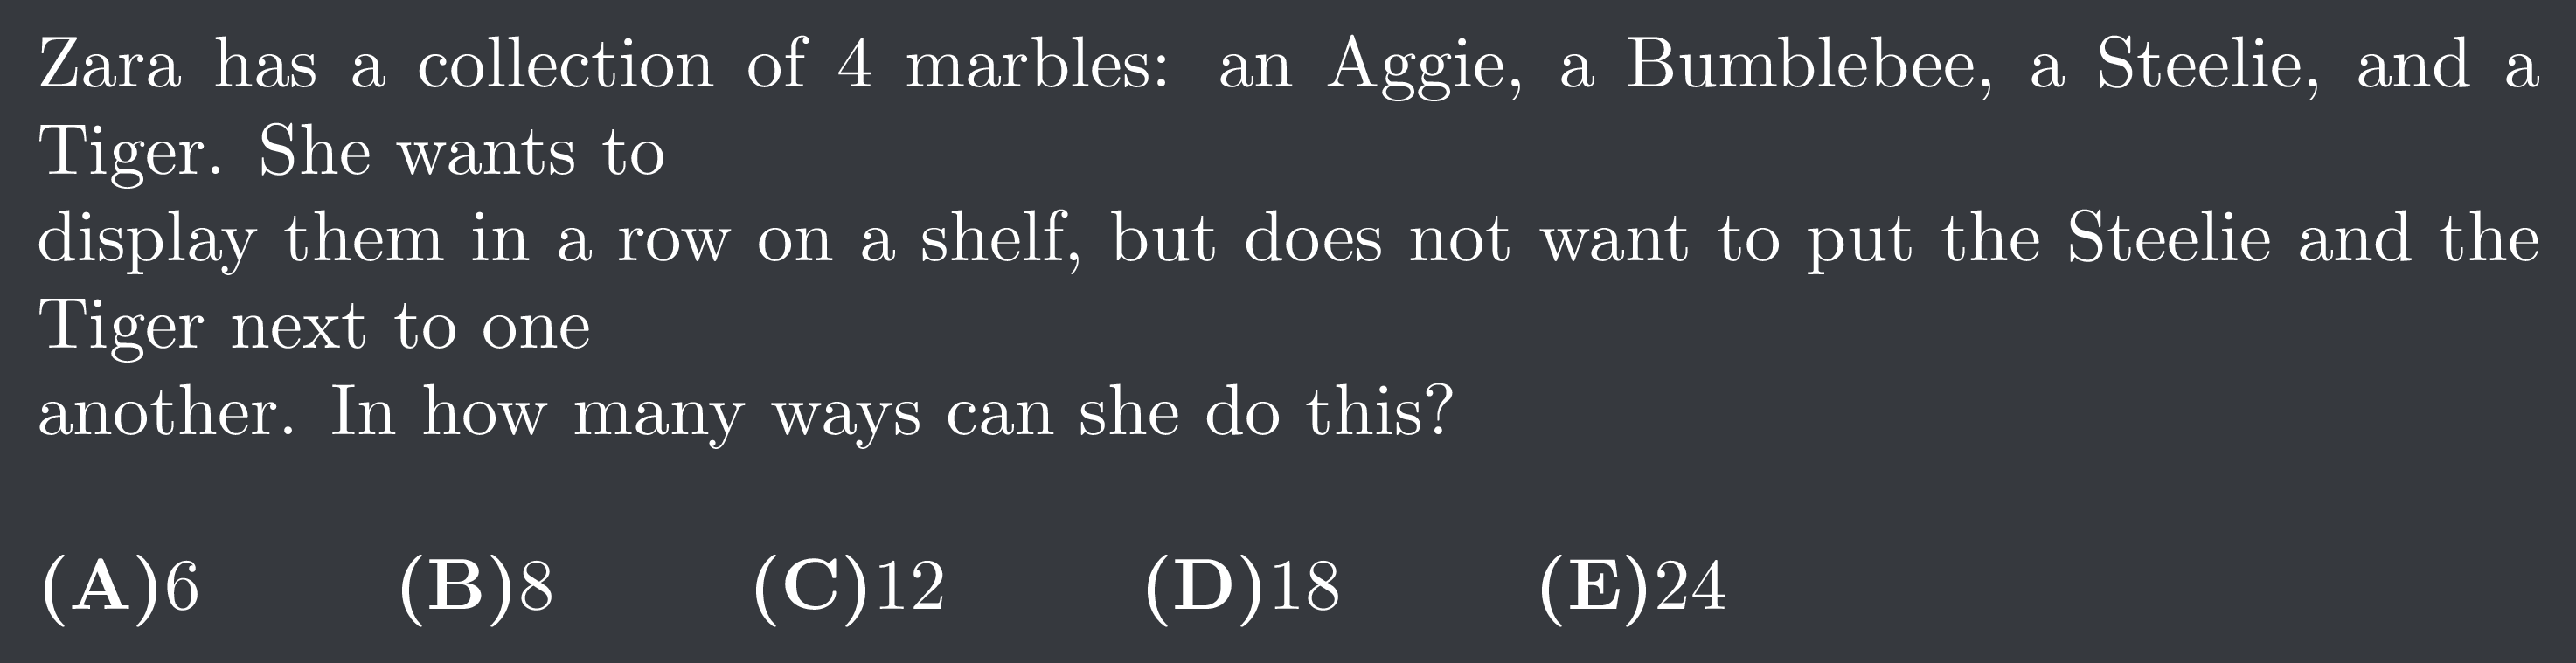 Zara has a collection of 4 marbles: an Aggie, a Bumblebee, a Steelie, and a
Tiger. She wants to
display them in a row on a shelf, but does not want to put the Steelie and the
Tiger next to one
another. In how many ways can she do this?
(A)6 (B)8 (C)12 (D)18 (E)24